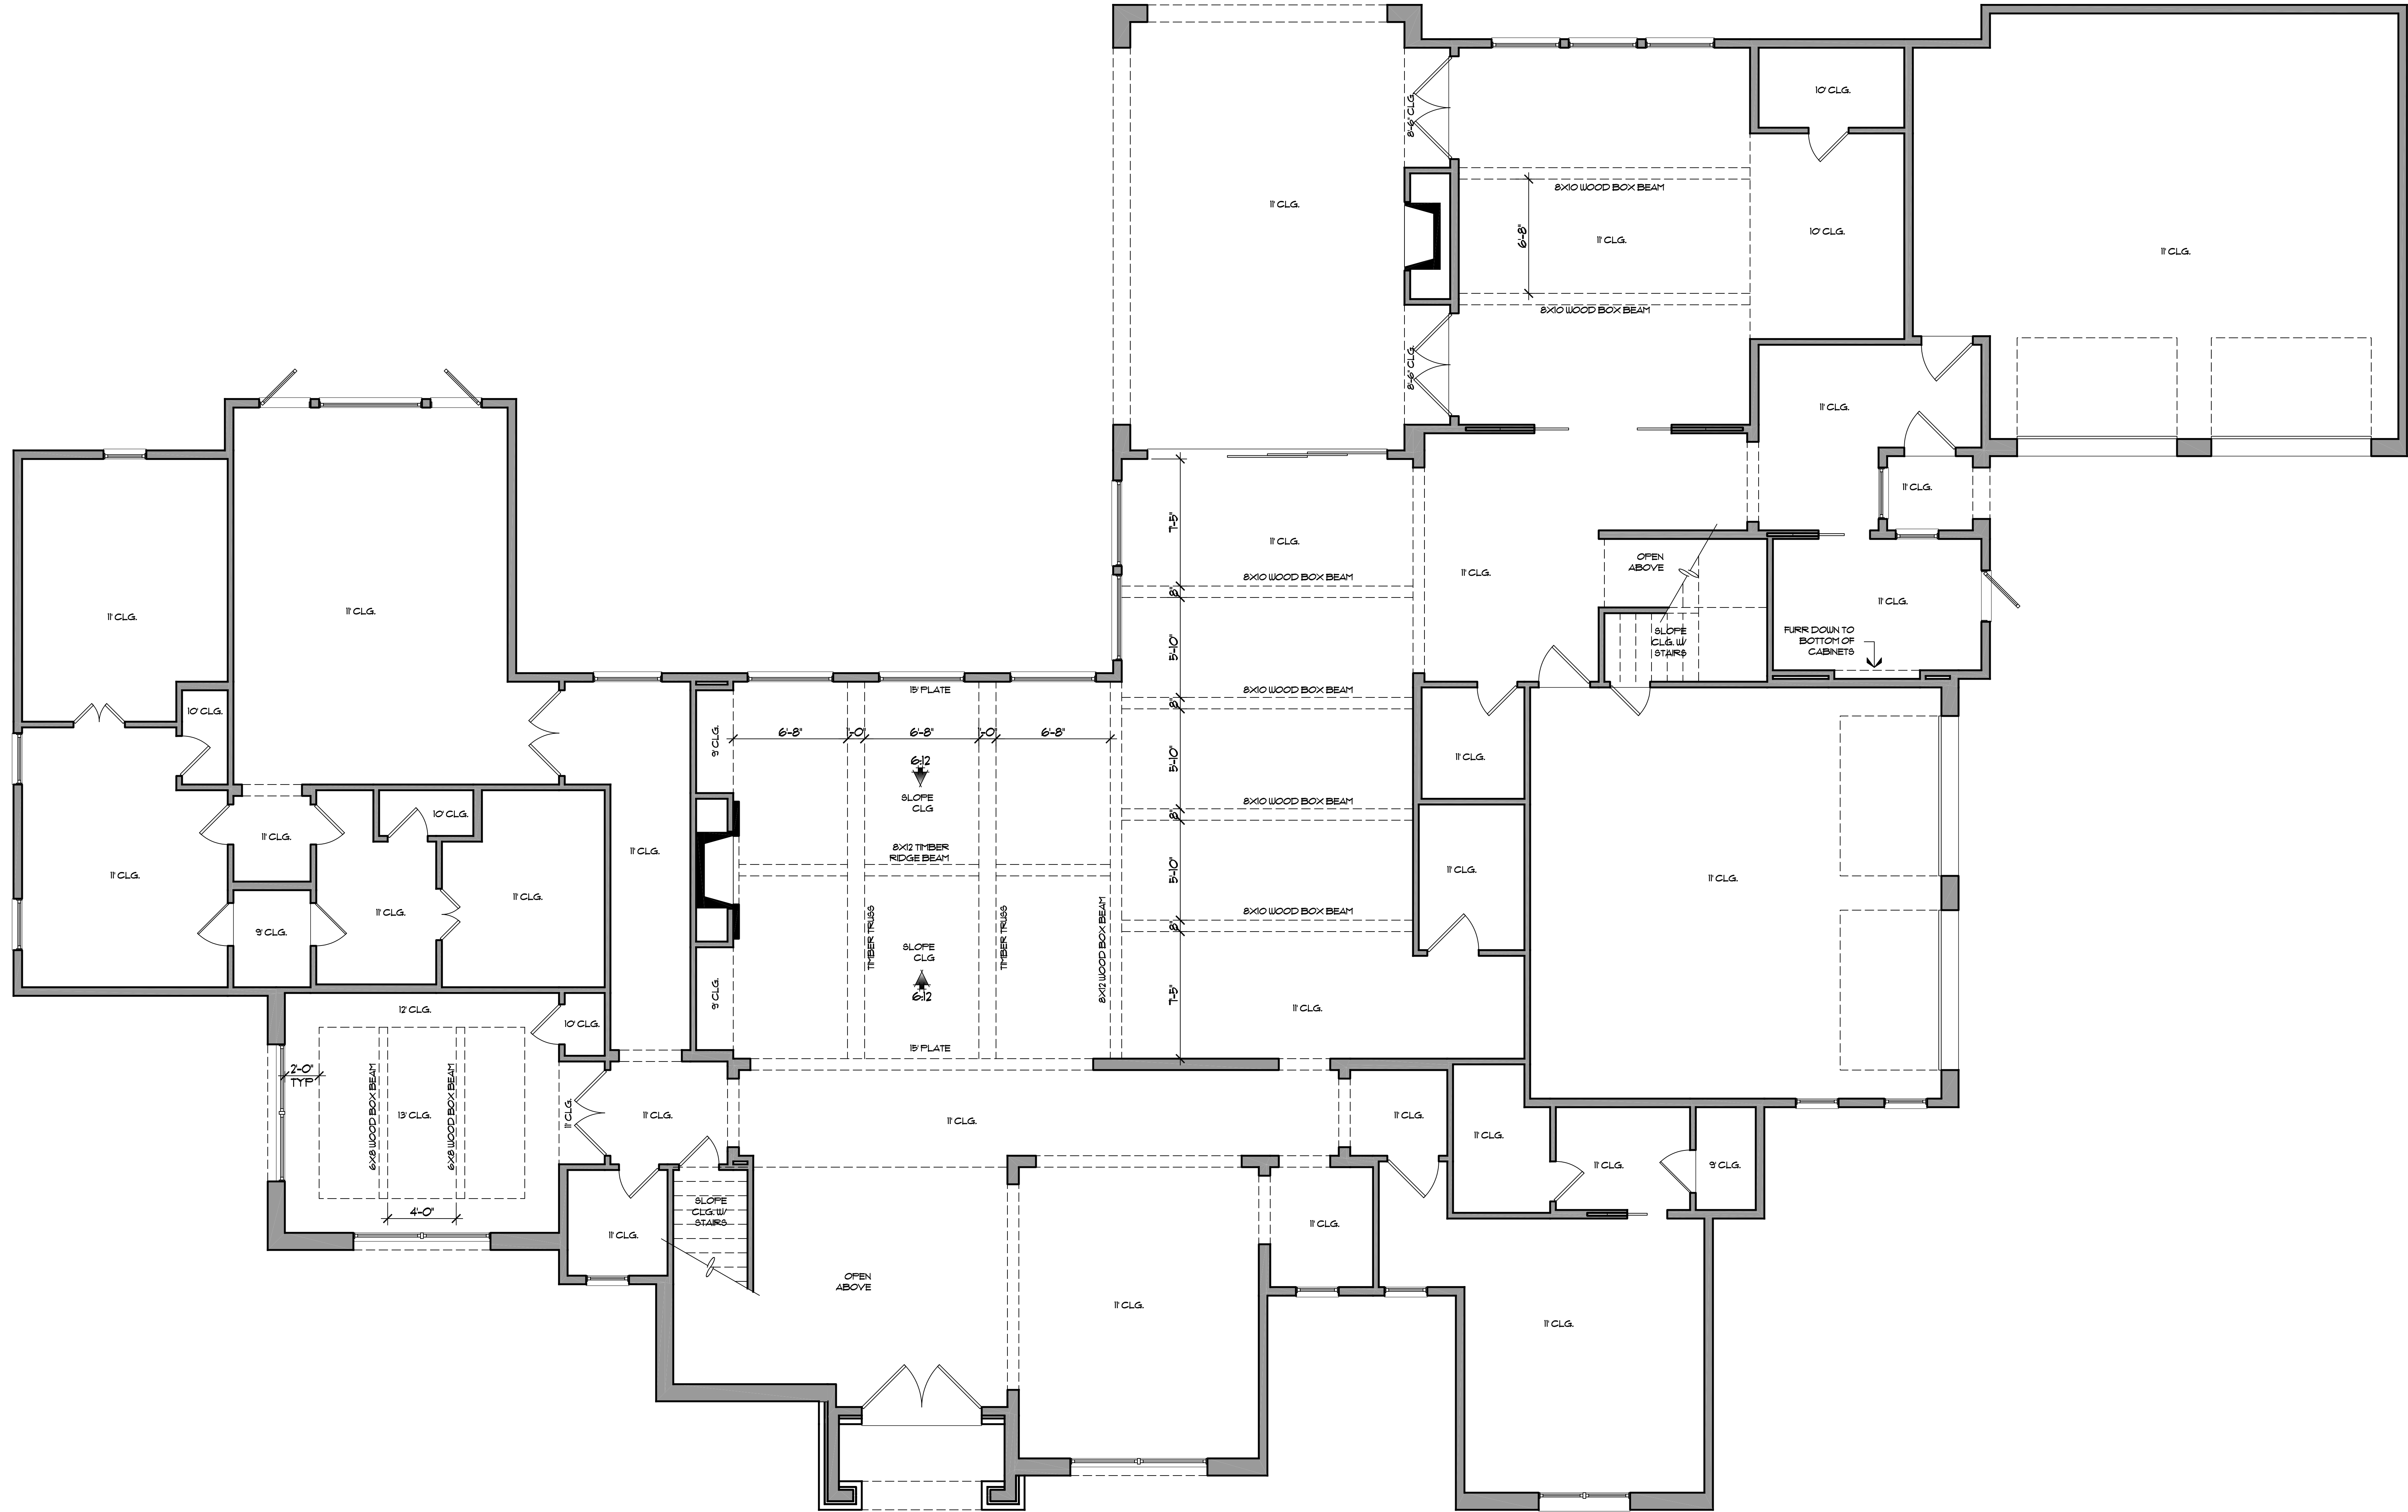 10' CLG.
8'-6" CLG.
8X10 WOOD BOX BEAM
11' CLG.
6'-8"
11' CLG.
10' CLG.
11' CLG.
8X10 WOOD BOX BEAM
8'-6" CLG.
11' CLG.
11' CLG.
7'-5"
11' CLG.
OPEN
ABOVE
11' CLG.
8X10 WOOD BOX BEAM
8"
11' CLG.
11' CLG.
11' CLG.
FURR DOWN TO
BOTTOM OF
CABINETS
SLOPE
CLG. W/
STAIRS
5'-10"
15' PLATE
8X10 WOOD BOX BEAM
8"
10' CLG.
9' CLG.
6'-8"
1'-0"
6'-8"
1'-0"
6'-8"
5'-10"
11' CLG.
6:12
SLOPE
CLG
8X10 WOOD BOX BEAM
8"
10' CLG.
11' CLG.
11' CLG.
8X12 TIMBER
RIDGE BEAM
5'-10"
11' CLG.
11' CLG.
11' CLG.
11' CLG.
11' CLG.
9' CLG.
TIMBER TRUSS
TIMBER TRUSS
8X12 WOOD BOX BEAM
8X10 WOOD BOX BEAM
8"
SLOPE
CLG
6:12
9' CLG.
7'-5"
11' CLG.
12' CLG.
10' CLG.
15' PLATE
2'-0"
TYP
6X8 WOOD BOX BEAM
13' CLG.
6X8 WOOD BOX BEAM
11' CLG.
11' CLG.
11' CLG.
11' CLG.
11' CLG.
11' CLG.
9' CLG.
4'-0"
SLOPE
CLG. W/
STAIRS
11' CLG.
11' CLG.
OPEN
ABOVE
11' CLG.
11' CLG.